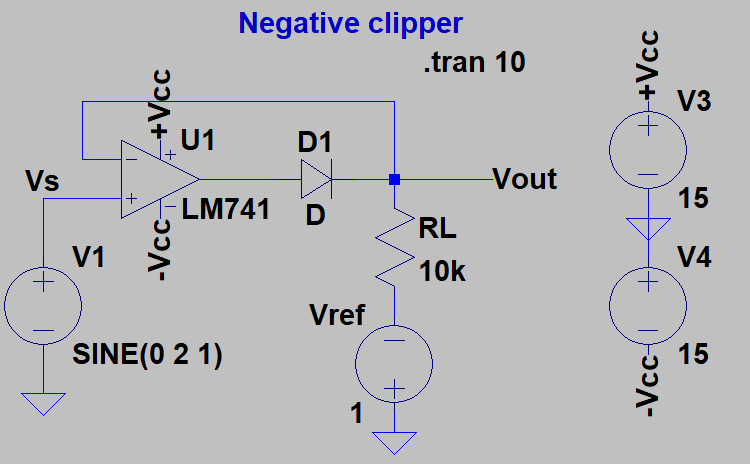 Negative clipper
.tran 10
+Vcc
U1
LM741
-Vcc
Vs
V1
SINE(0 2 1)
D1
D
Vout
RL
10k
Vref
1
+Vcc
V3
15
V4
15
-Vcc